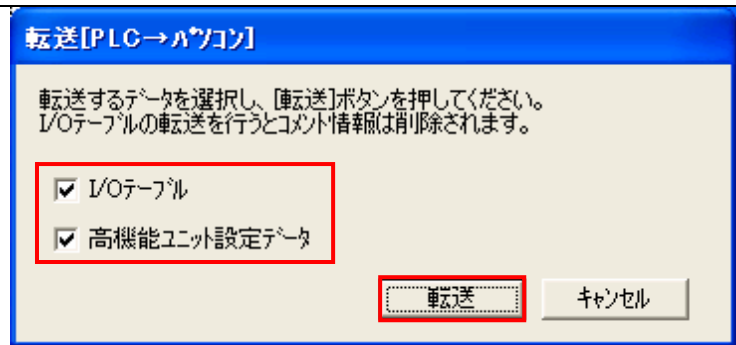 転送[PLC→ﾊﾟｿｺﾝ]
転送するﾃﾞｰﾀを選択し、[転送]ボタンを押してください。
I/Oﾃｰﾌﾞﾙの転送を行うとｺﾒﾝﾄ情報は削除されます。
I/Oﾃｰﾌﾞﾙ
高機能ﾕﾆｯﾄ設定ﾃﾞｰﾀ
転送
ｷｬﾝｾﾙ